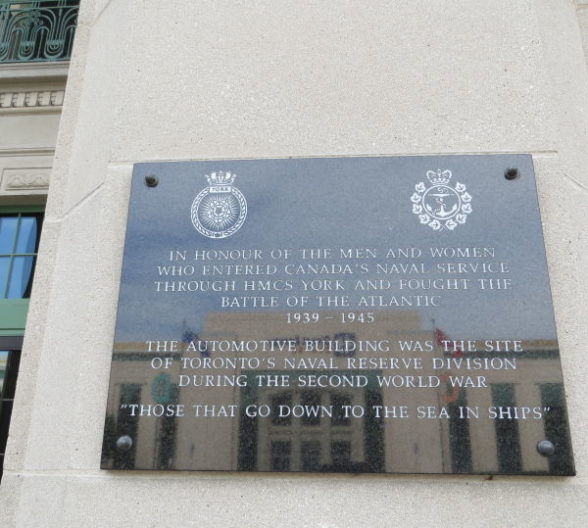 YORK
IN HONOUR OF THE MEN AND WOMEN
WHO ENTERED CANADA'S NAVAL SERVICE
THROUGH HMCS YORK AND FOUGHT THE
BATTLE OF THE ATLANTIC
1939 - 1945
THE AUTOMOTIVE BUILDING WAS THE SITE
OF TORONTO'S NAVAL RESERVE DIVISION
DURING THE SECOND WORLD WAR
"THOSE THAT GO DOWN TO THE SEA IN SHIPS"